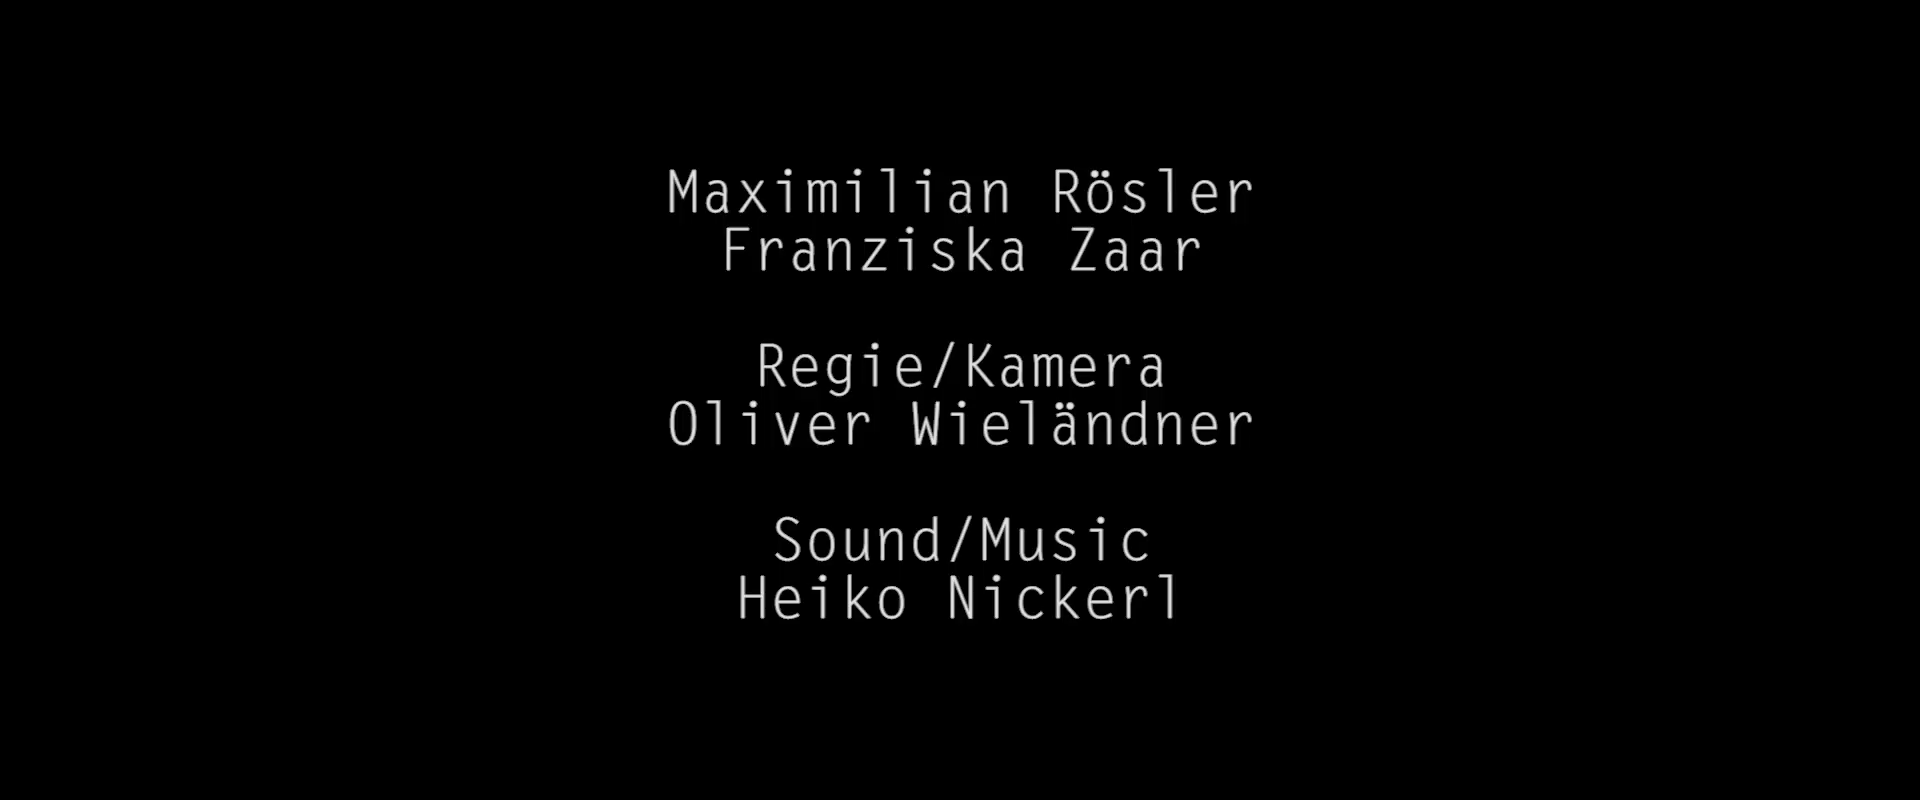 Maximilian Rösler
Franziska Zaar
Regie/Kamera
Oliver Wieländner
Sound/Music
Heiko Nickerl